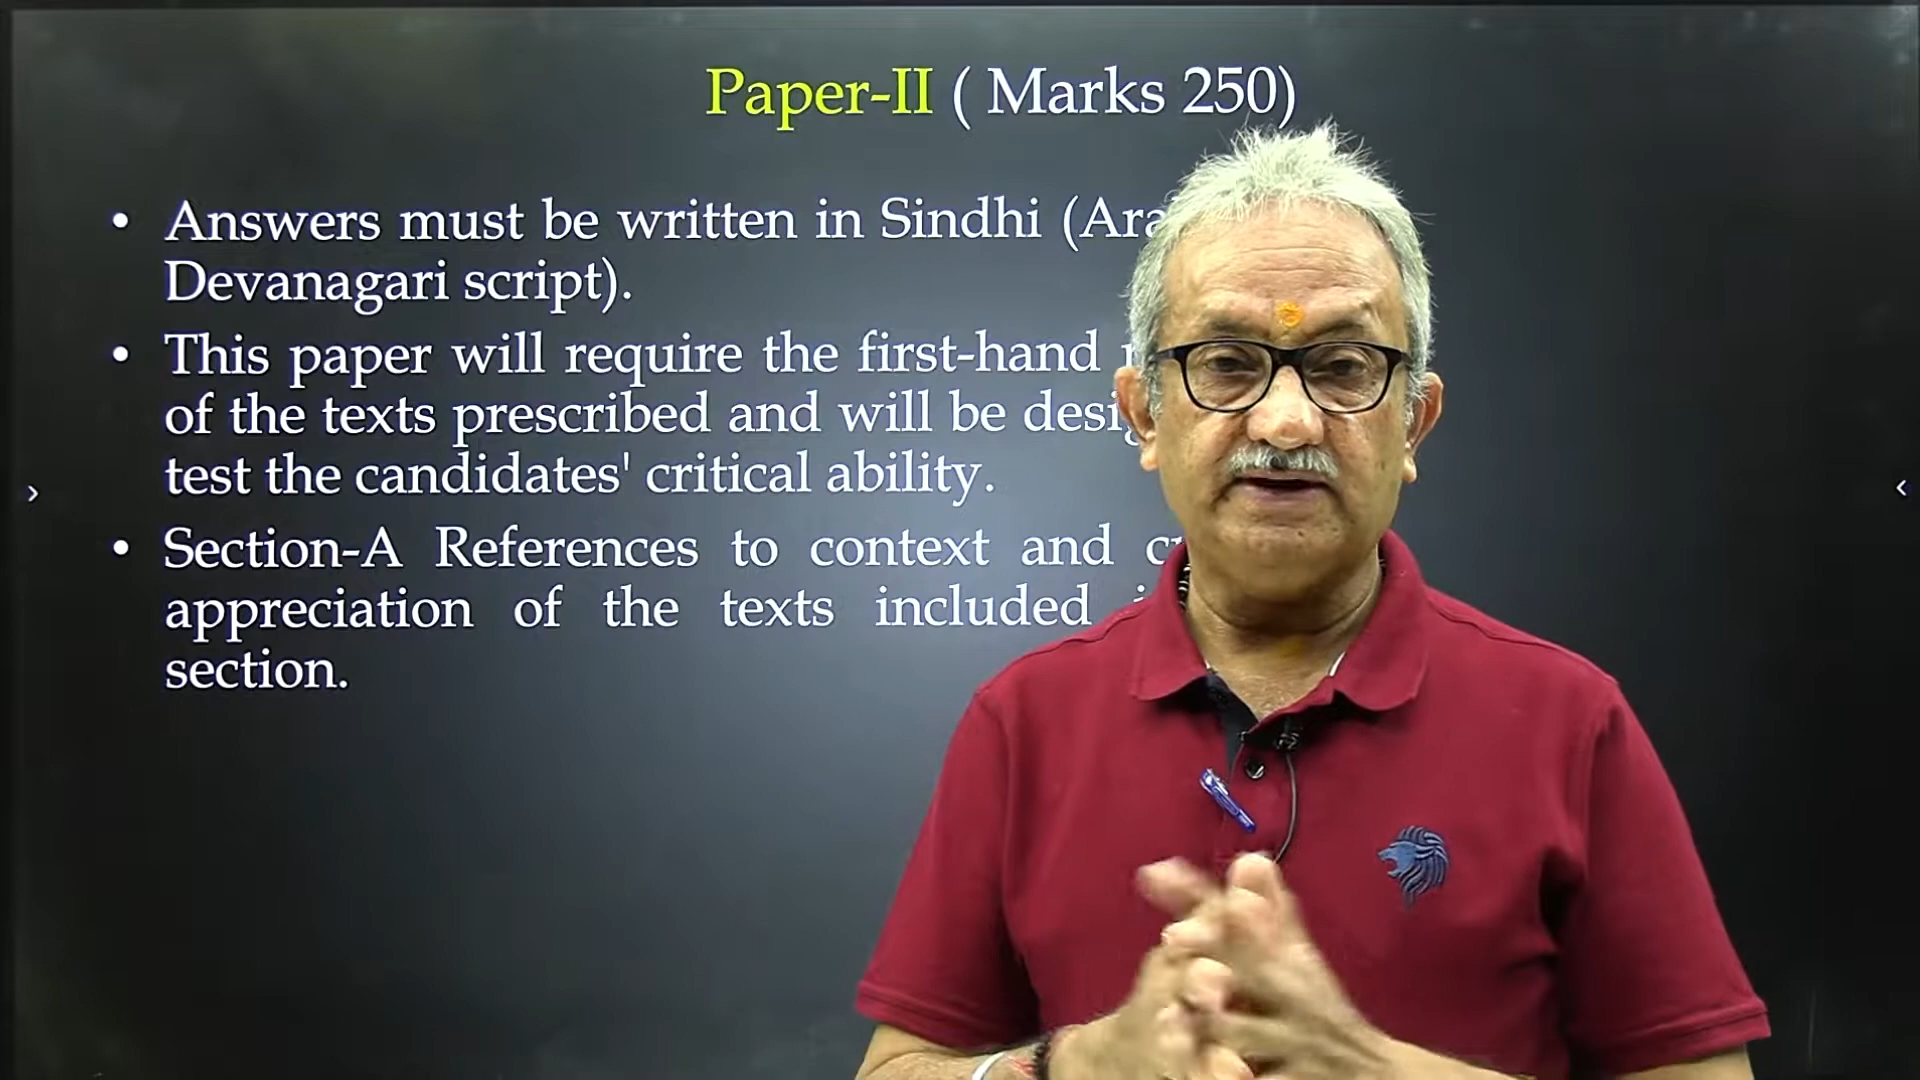 Paper-II ( Marks 250)
• Answers must be written in Sindhi
Devanagari script).
• This paper will require the first-hand
of the texts prescribed and will be
test the candidates' critical ability.
• Section-A References to context and
appreciation of the texts included
section.